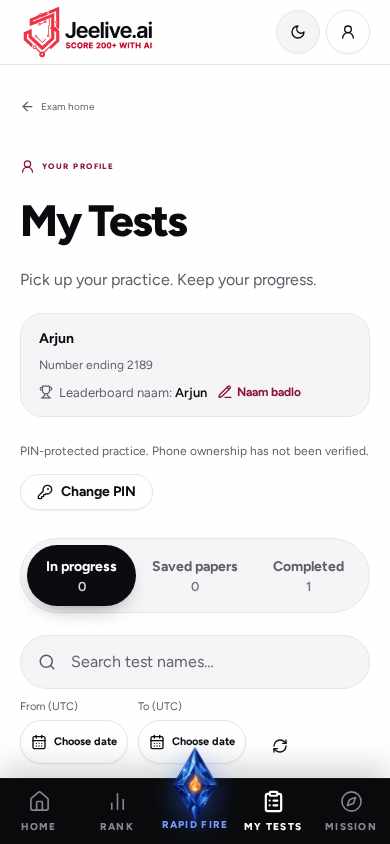 Jeelive.ai
SCORE 200+ WITH AI
Exam home
YOUR PROFILE
My Tests
Pick up your practice. Keep your progress.
Arjun
Number ending 2189
Leaderboard naam: Arjun Naam badlo
PIN-protected practice. Phone ownership has not been verified.
Change PIN
In progress Saved papers Completed
0 0 1
Search test names...
From (UTC) To (UTC)
Choose date Choose date
HOME RANK RAPID FIRE MY TESTS MISSION